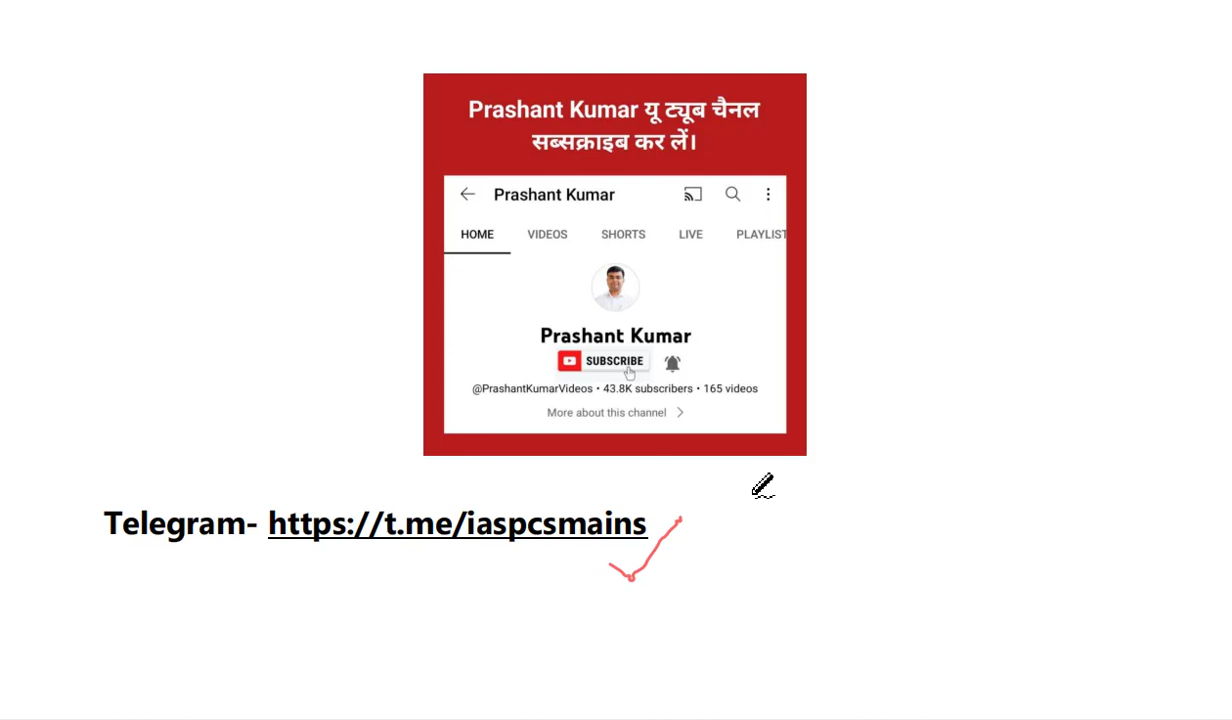 Prashant Kumar यू ट्यूब चैनल
सब्सक्राइब कर लें।
Prashant Kumar
HOME VIDEOS SHORTS LIVE PLAYLIST
Prashant Kumar
SUBSCRIBE
@PrashantKumarVideos • 43.8K subscribers • 165 videos
More about this channel
Telegram- https://t.me/iaspcsmains